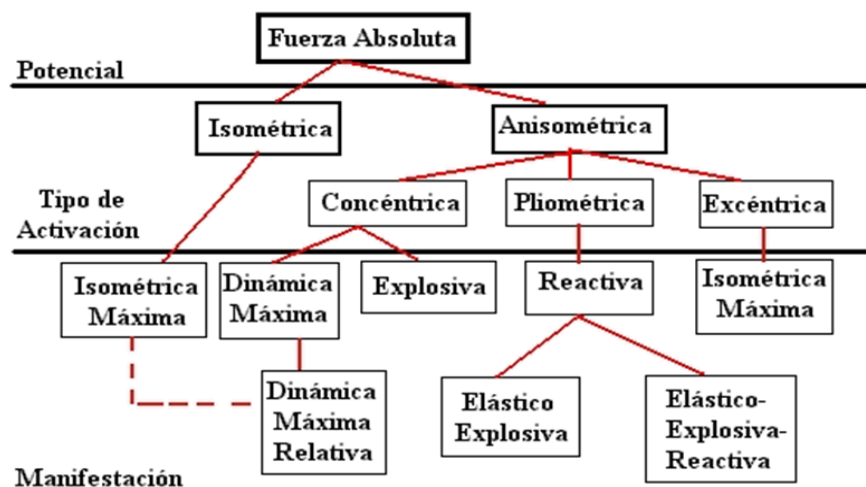 Fuerza Absoluta
Potencial
Isométrica
Anisométrica
Tipo de
Activación
Concéntrica
Pliométrica
Excéntrica
Isométrica
Máxima
Dinámica
Máxima
Explosiva
Reactiva
Isométrica
Máxima
Dinámica
Máxima
Relativa
Elástico
Explosiva
Elástico-
Explosiva-
Reactiva
Manifestación